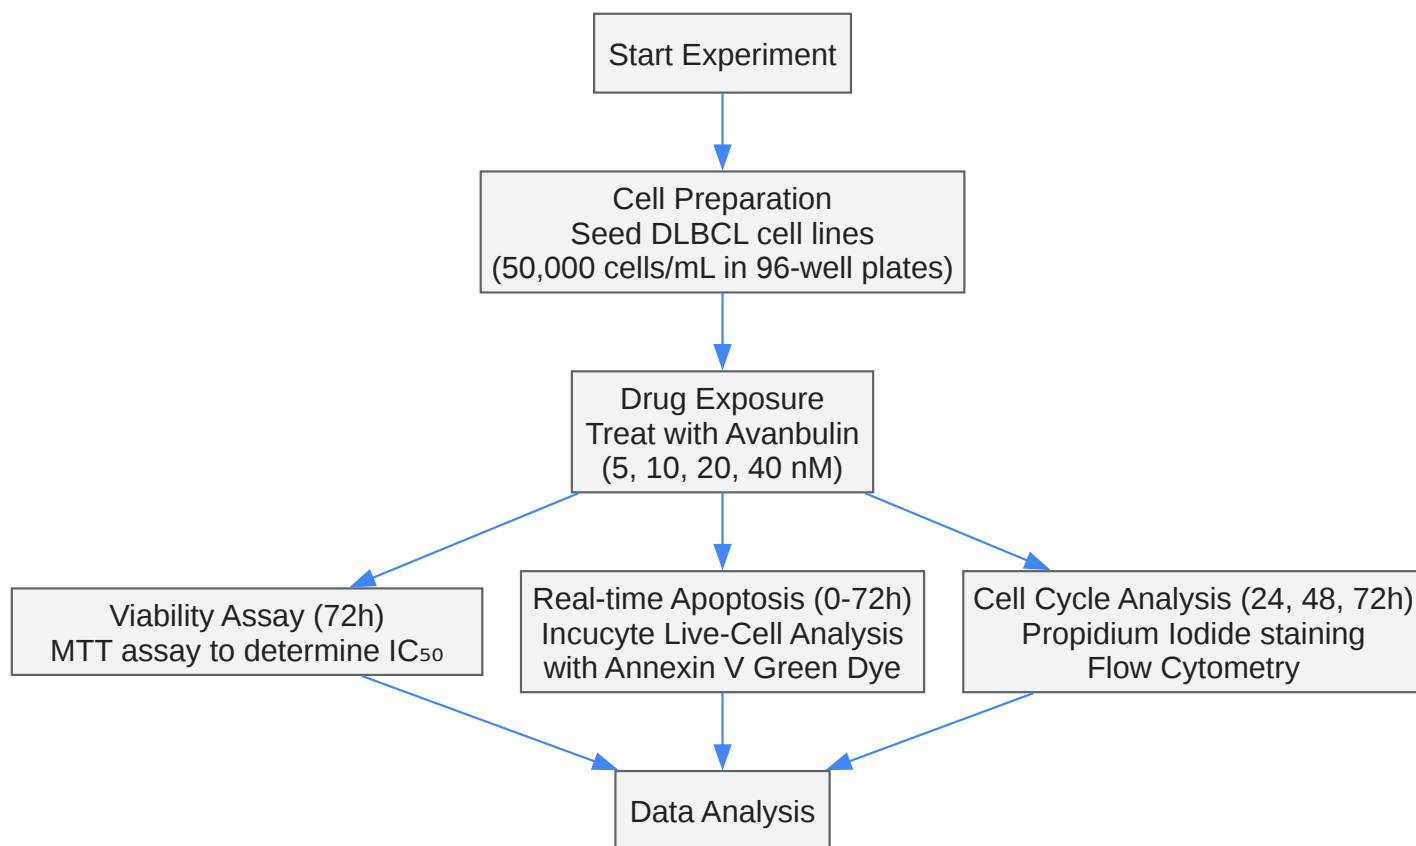 Start Experiment
Cell Preparation
Seed DLBCL cell lines
(50,000 cells/mL in 96-well plates)
Drug Exposure
Treat with Avanbulin
(5, 10, 20, 40 nM)
Viability Assay (72h)
MTT assay to determine IC₅₀
Real-time Apoptosis (0-72h)
Incucyte Live-Cell Analysis
with Annexin V Green Dye
Cell Cycle Analysis (24, 48, 72h)
Propidium Iodide staining
Flow Cytometry
Data Analysis